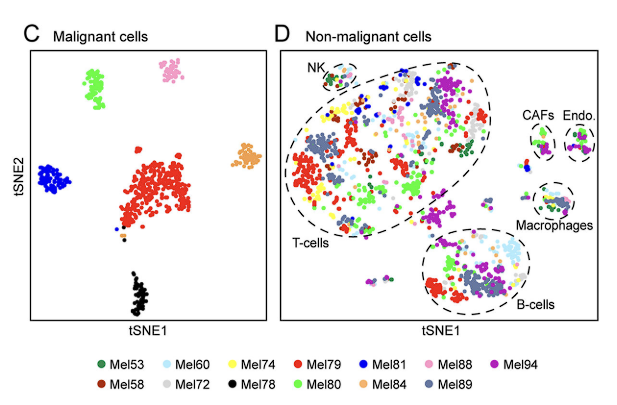 C Malignant cells
D Non-malignant cells
NK
CAFs Endo.
tSNE2
Macrophages
T-cells
B-cells
tSNE1
tSNE1
Mel53 Mel60 Mel74 Mel79 Mel81 Mel88 Mel94
Mel58 Mel72 Mel78 Mel80 Mel84 Mel89